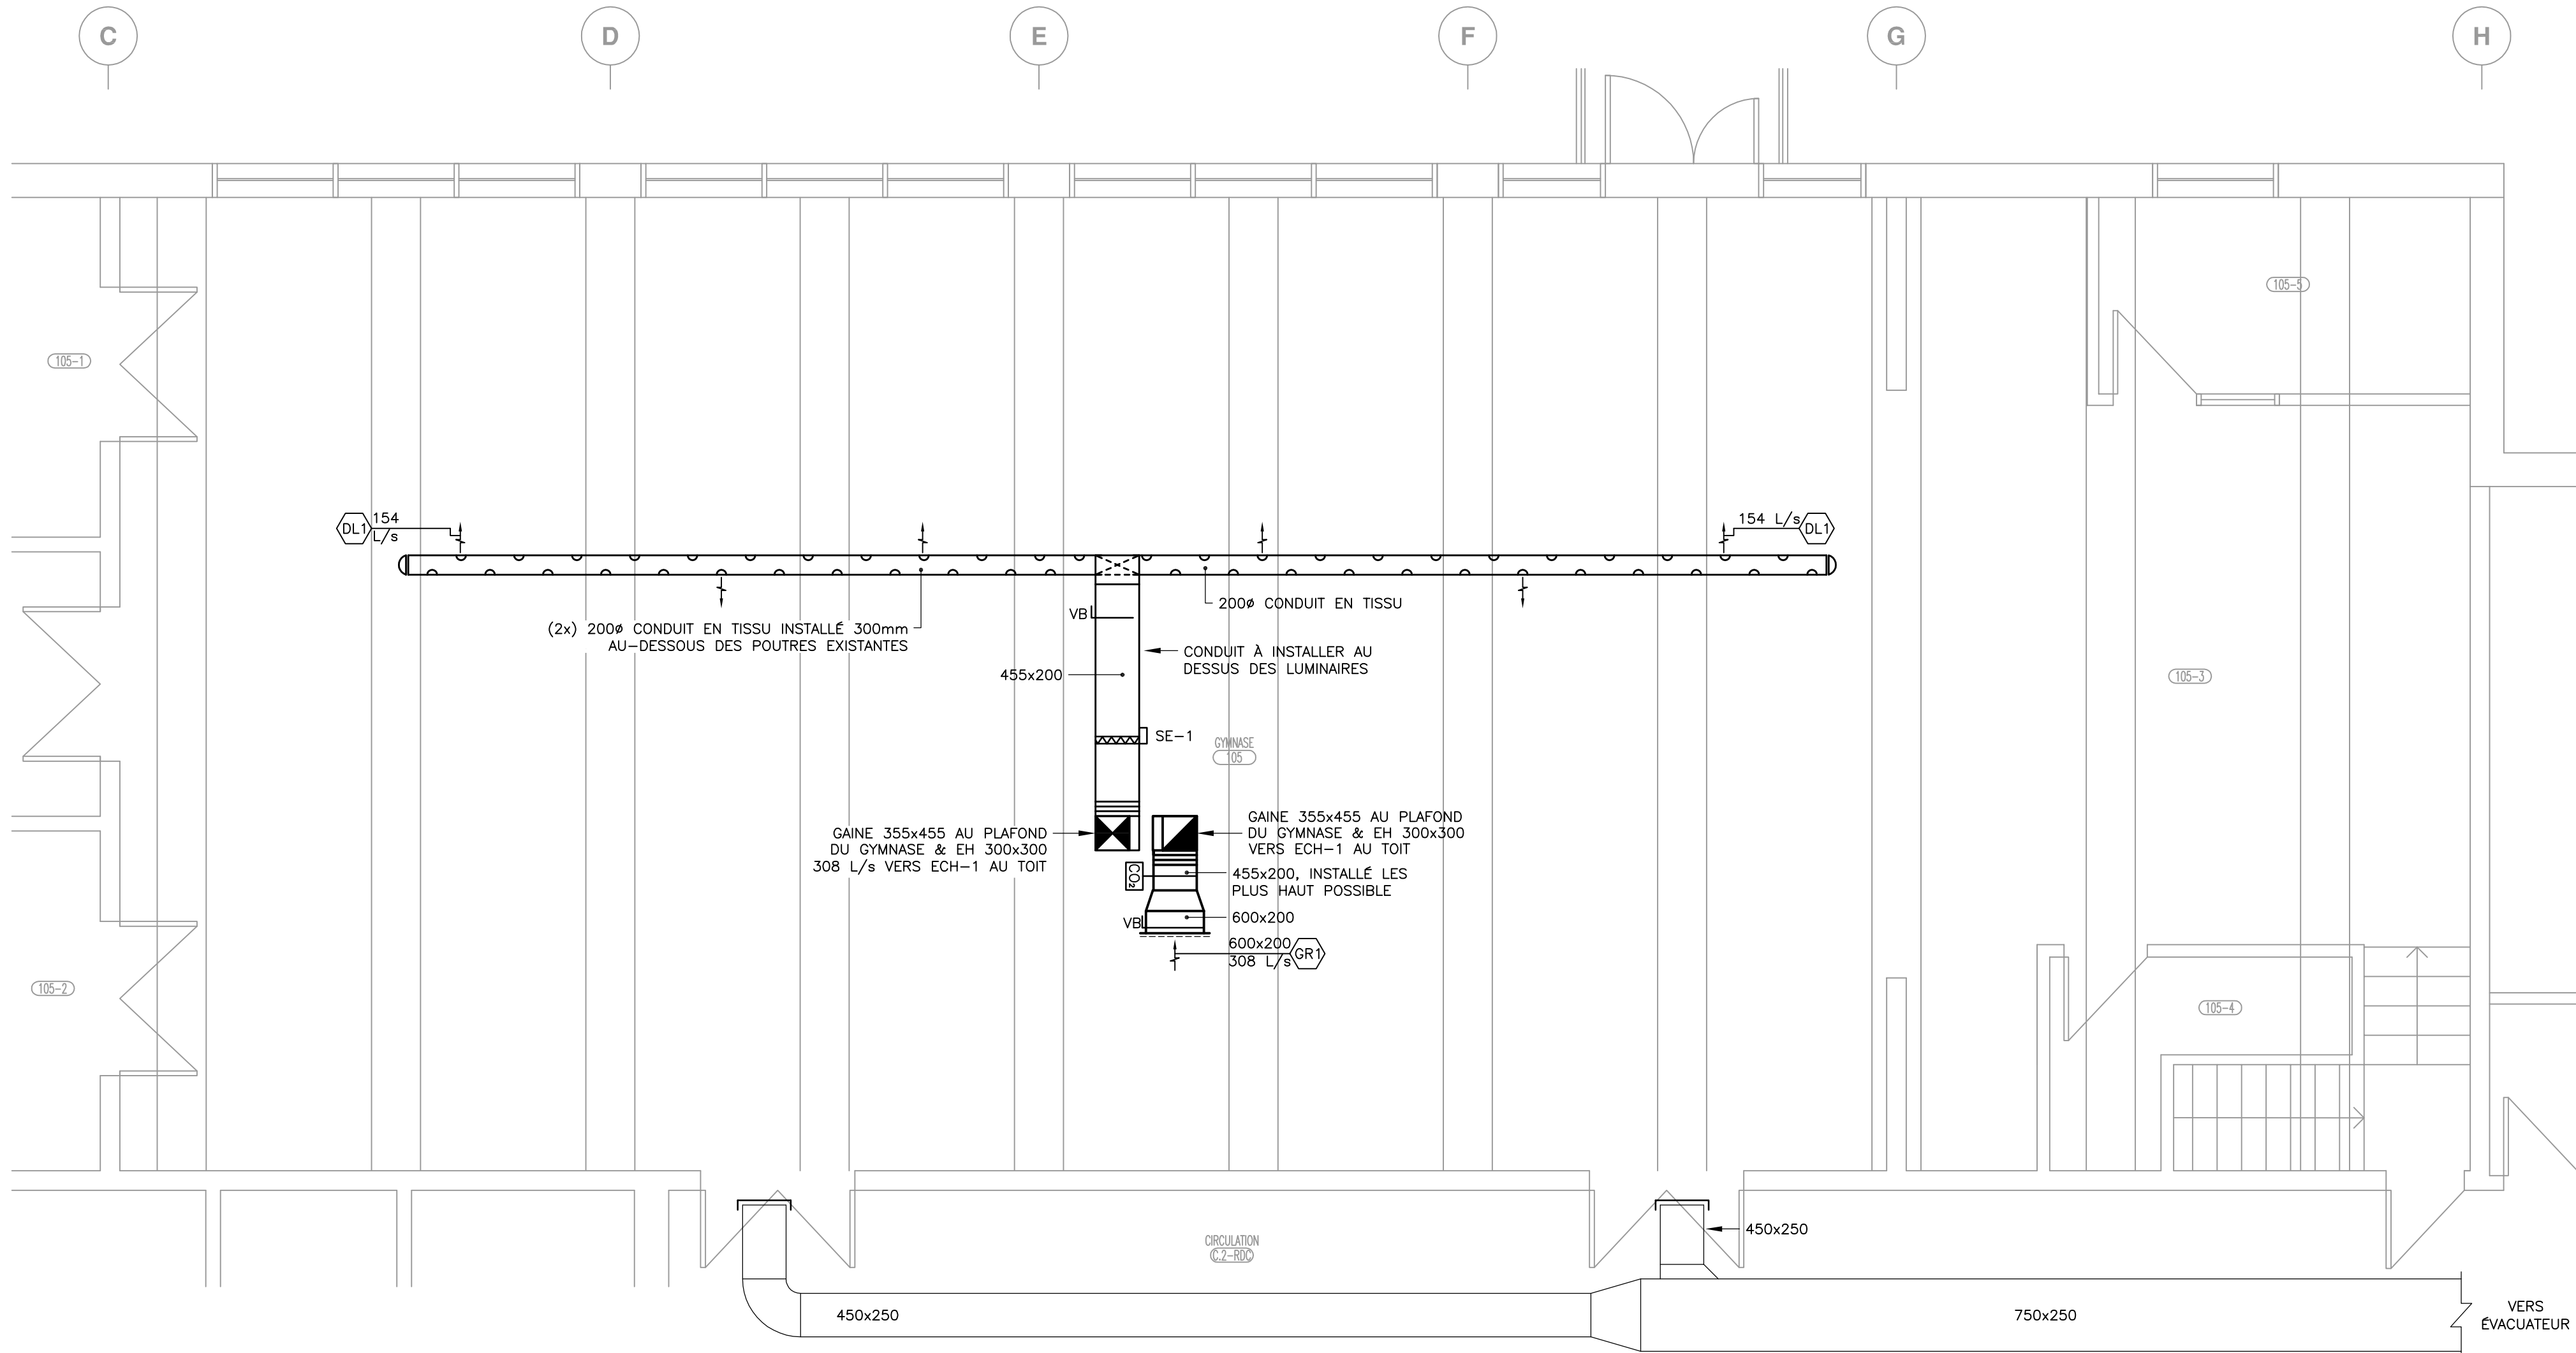 C
D
E
F
G
H
105-5
105-1
DL1
154
L/s
154 L/s
DL1
200ø CONDUIT EN TISSU
VB
(2x) 200ø CONDUIT EN TISSU INSTALLÉ 300mm
AU-DESSOUS DES POUTRES EXISTANTES
CONDUIT À INSTALLER AU
DESSUS DES LUMINAIRES
455x200
105-3
SE-1
GYMNASE
105
GAINE 355x455 AU PLAFOND
DU GYMNASE & EH 300x300
308 L/s VERS ECH-1 AU TOIT
GAINE 355x455 AU PLAFOND
DU GYMNASE & EH 300x300
VERS ECH-1 AU TOIT
CO₂
455x200, INSTALLÉ LES
PLUS HAUT POSSIBLE
VB
600x200
600x200
308 L/s
GR1
105-2
105-4
450x250
CIRCULATION
C.2-RDC
450x250
750x250
VERS
ÉVACUATEUR